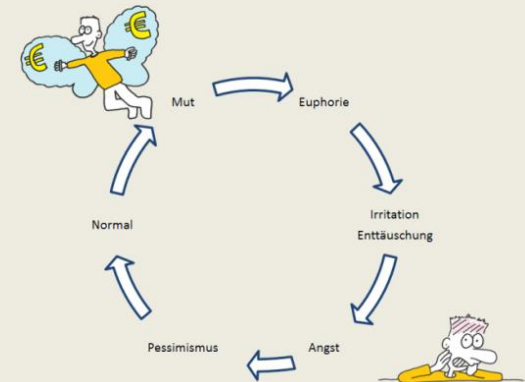 €
€
Mut
Euphorie
Irritation
Enttäuschung
Normal
Pessimismus
Angst